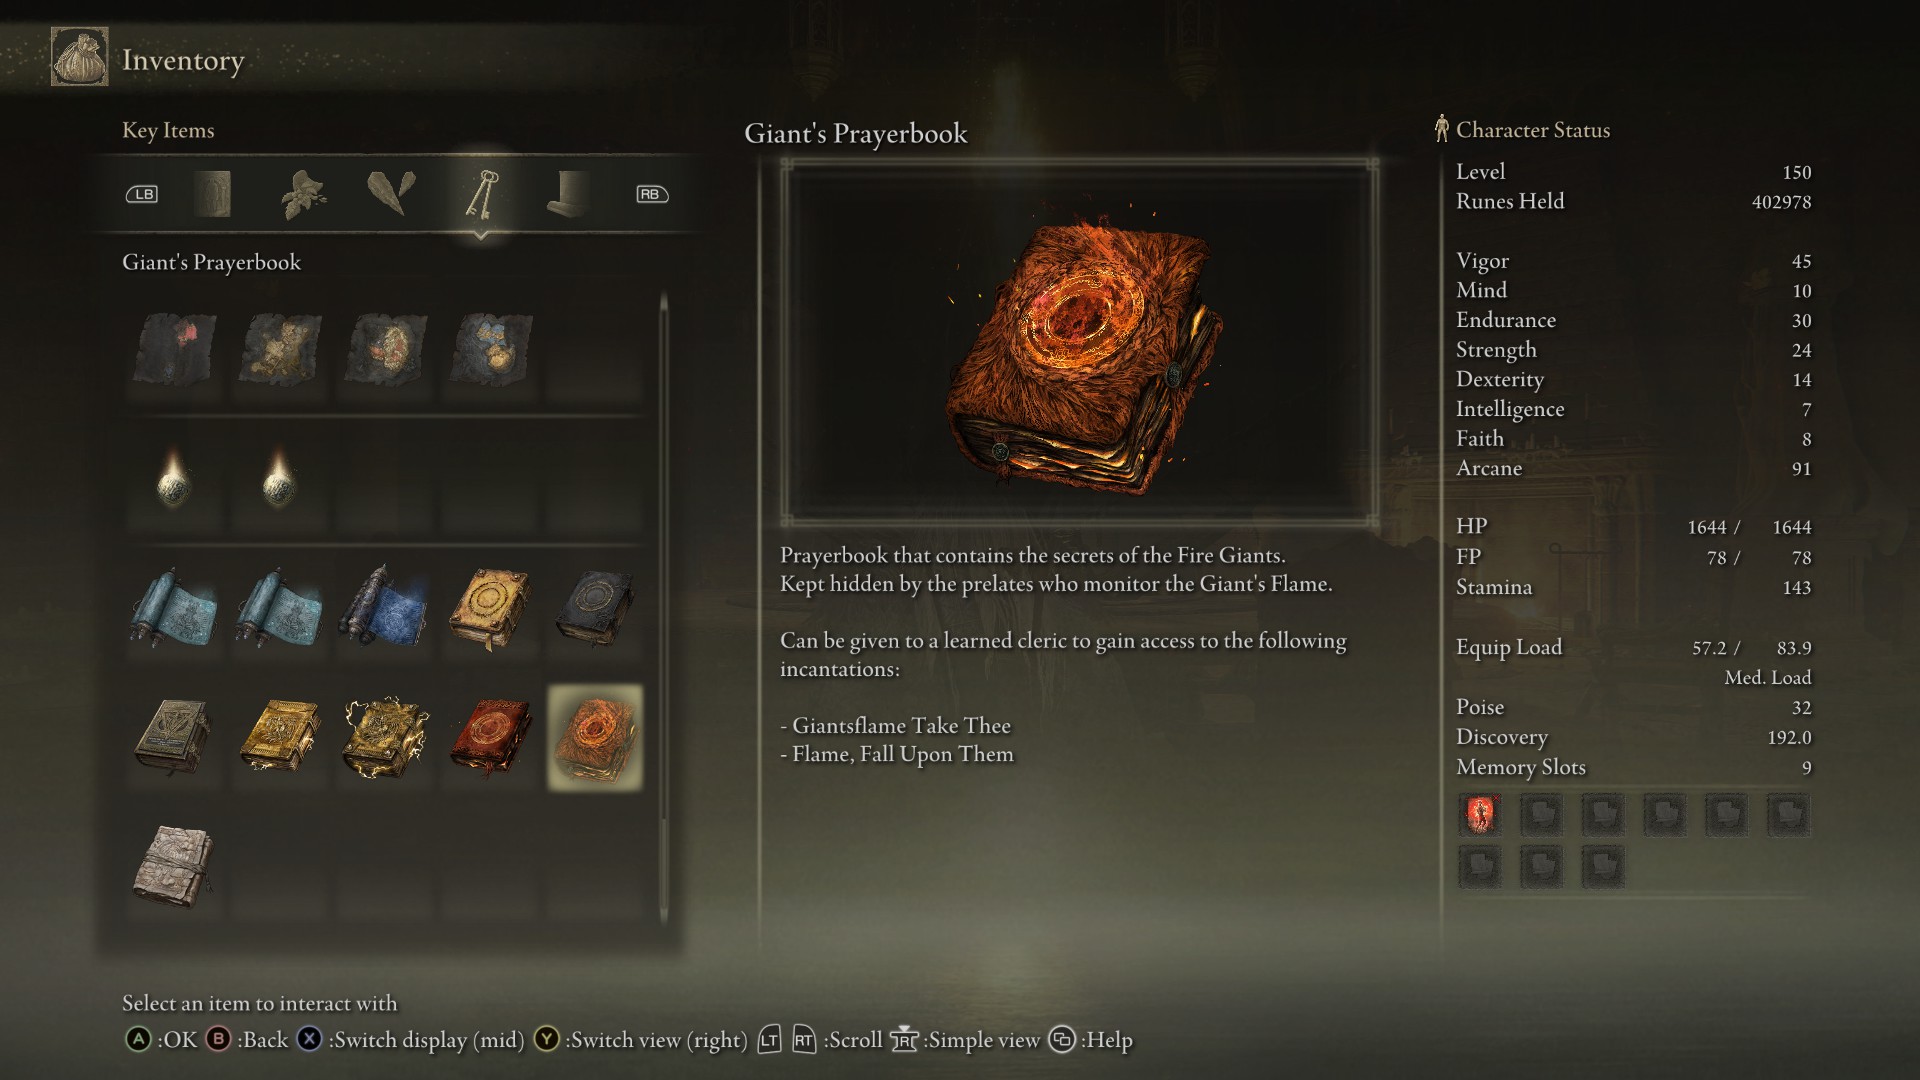 Inventory
Key Items
LB
RB
Giant's Prayerbook
Giant's Prayerbook
Prayerbook that contains the secrets of the Fire Giants.
Kept hidden by the prelates who monitor the Giant's Flame.
Can be given to a learned cleric to gain access to the following
incantations:
- Giantsflame Take Thee
- Flame, Fall Upon Them
Character Status
Level 150
Runes Held 402978
Vigor 45
Mind 10
Endurance 30
Strength 24
Dexterity 14
Intelligence 7
Faith 8
Arcane 91
HP 1644 / 1644
FP 78 / 78
Stamina 143
Equip Load 57.2 / 83.9
Med. Load
Poise 32
Discovery 192.0
Memory Slots 9
Select an item to interact with
A :OK B :Back X :Switch display (mid) Y :Switch view (right) LT RT :Scroll R :Simple view :Help